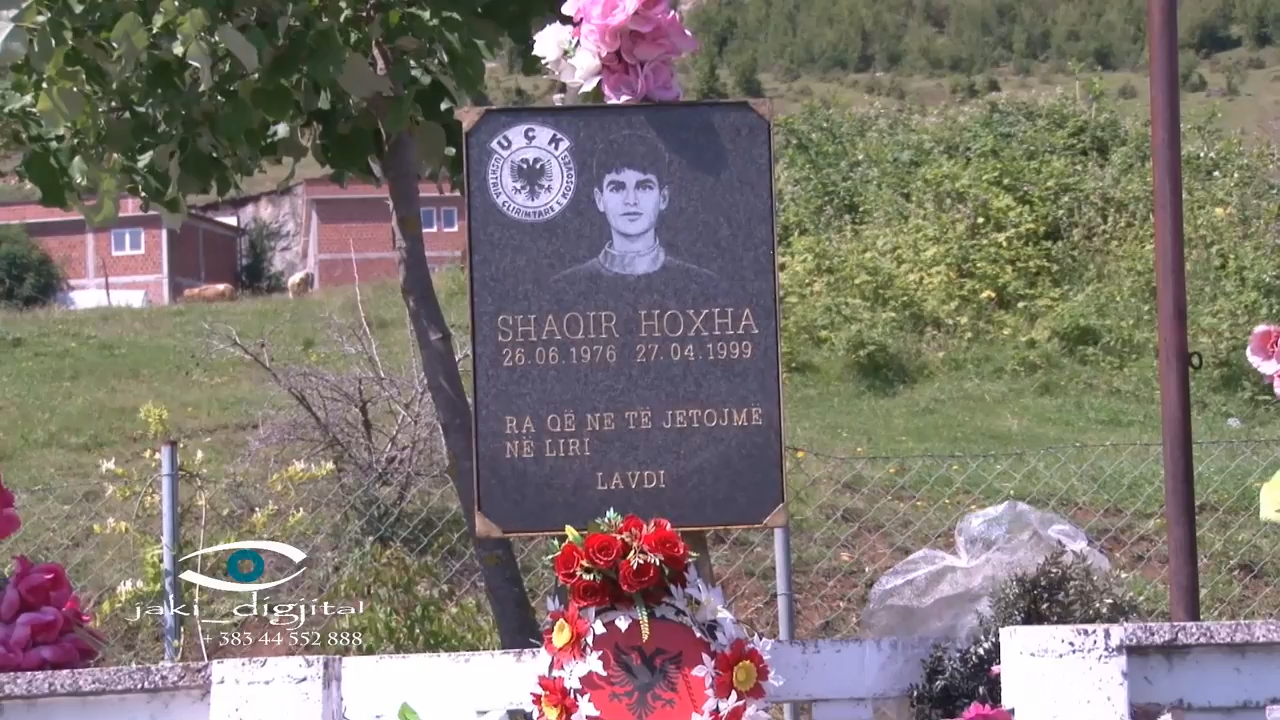 UÇK
USHTRIA ÇLIRIMTARE E KOSOVËS
SHAQIR HOXHA
26.06.1976 27.04.1999
RA QË NE TË JETOJMË
NË LIRI
LAVDI
jaki_digjital
+ 383 44 552 888